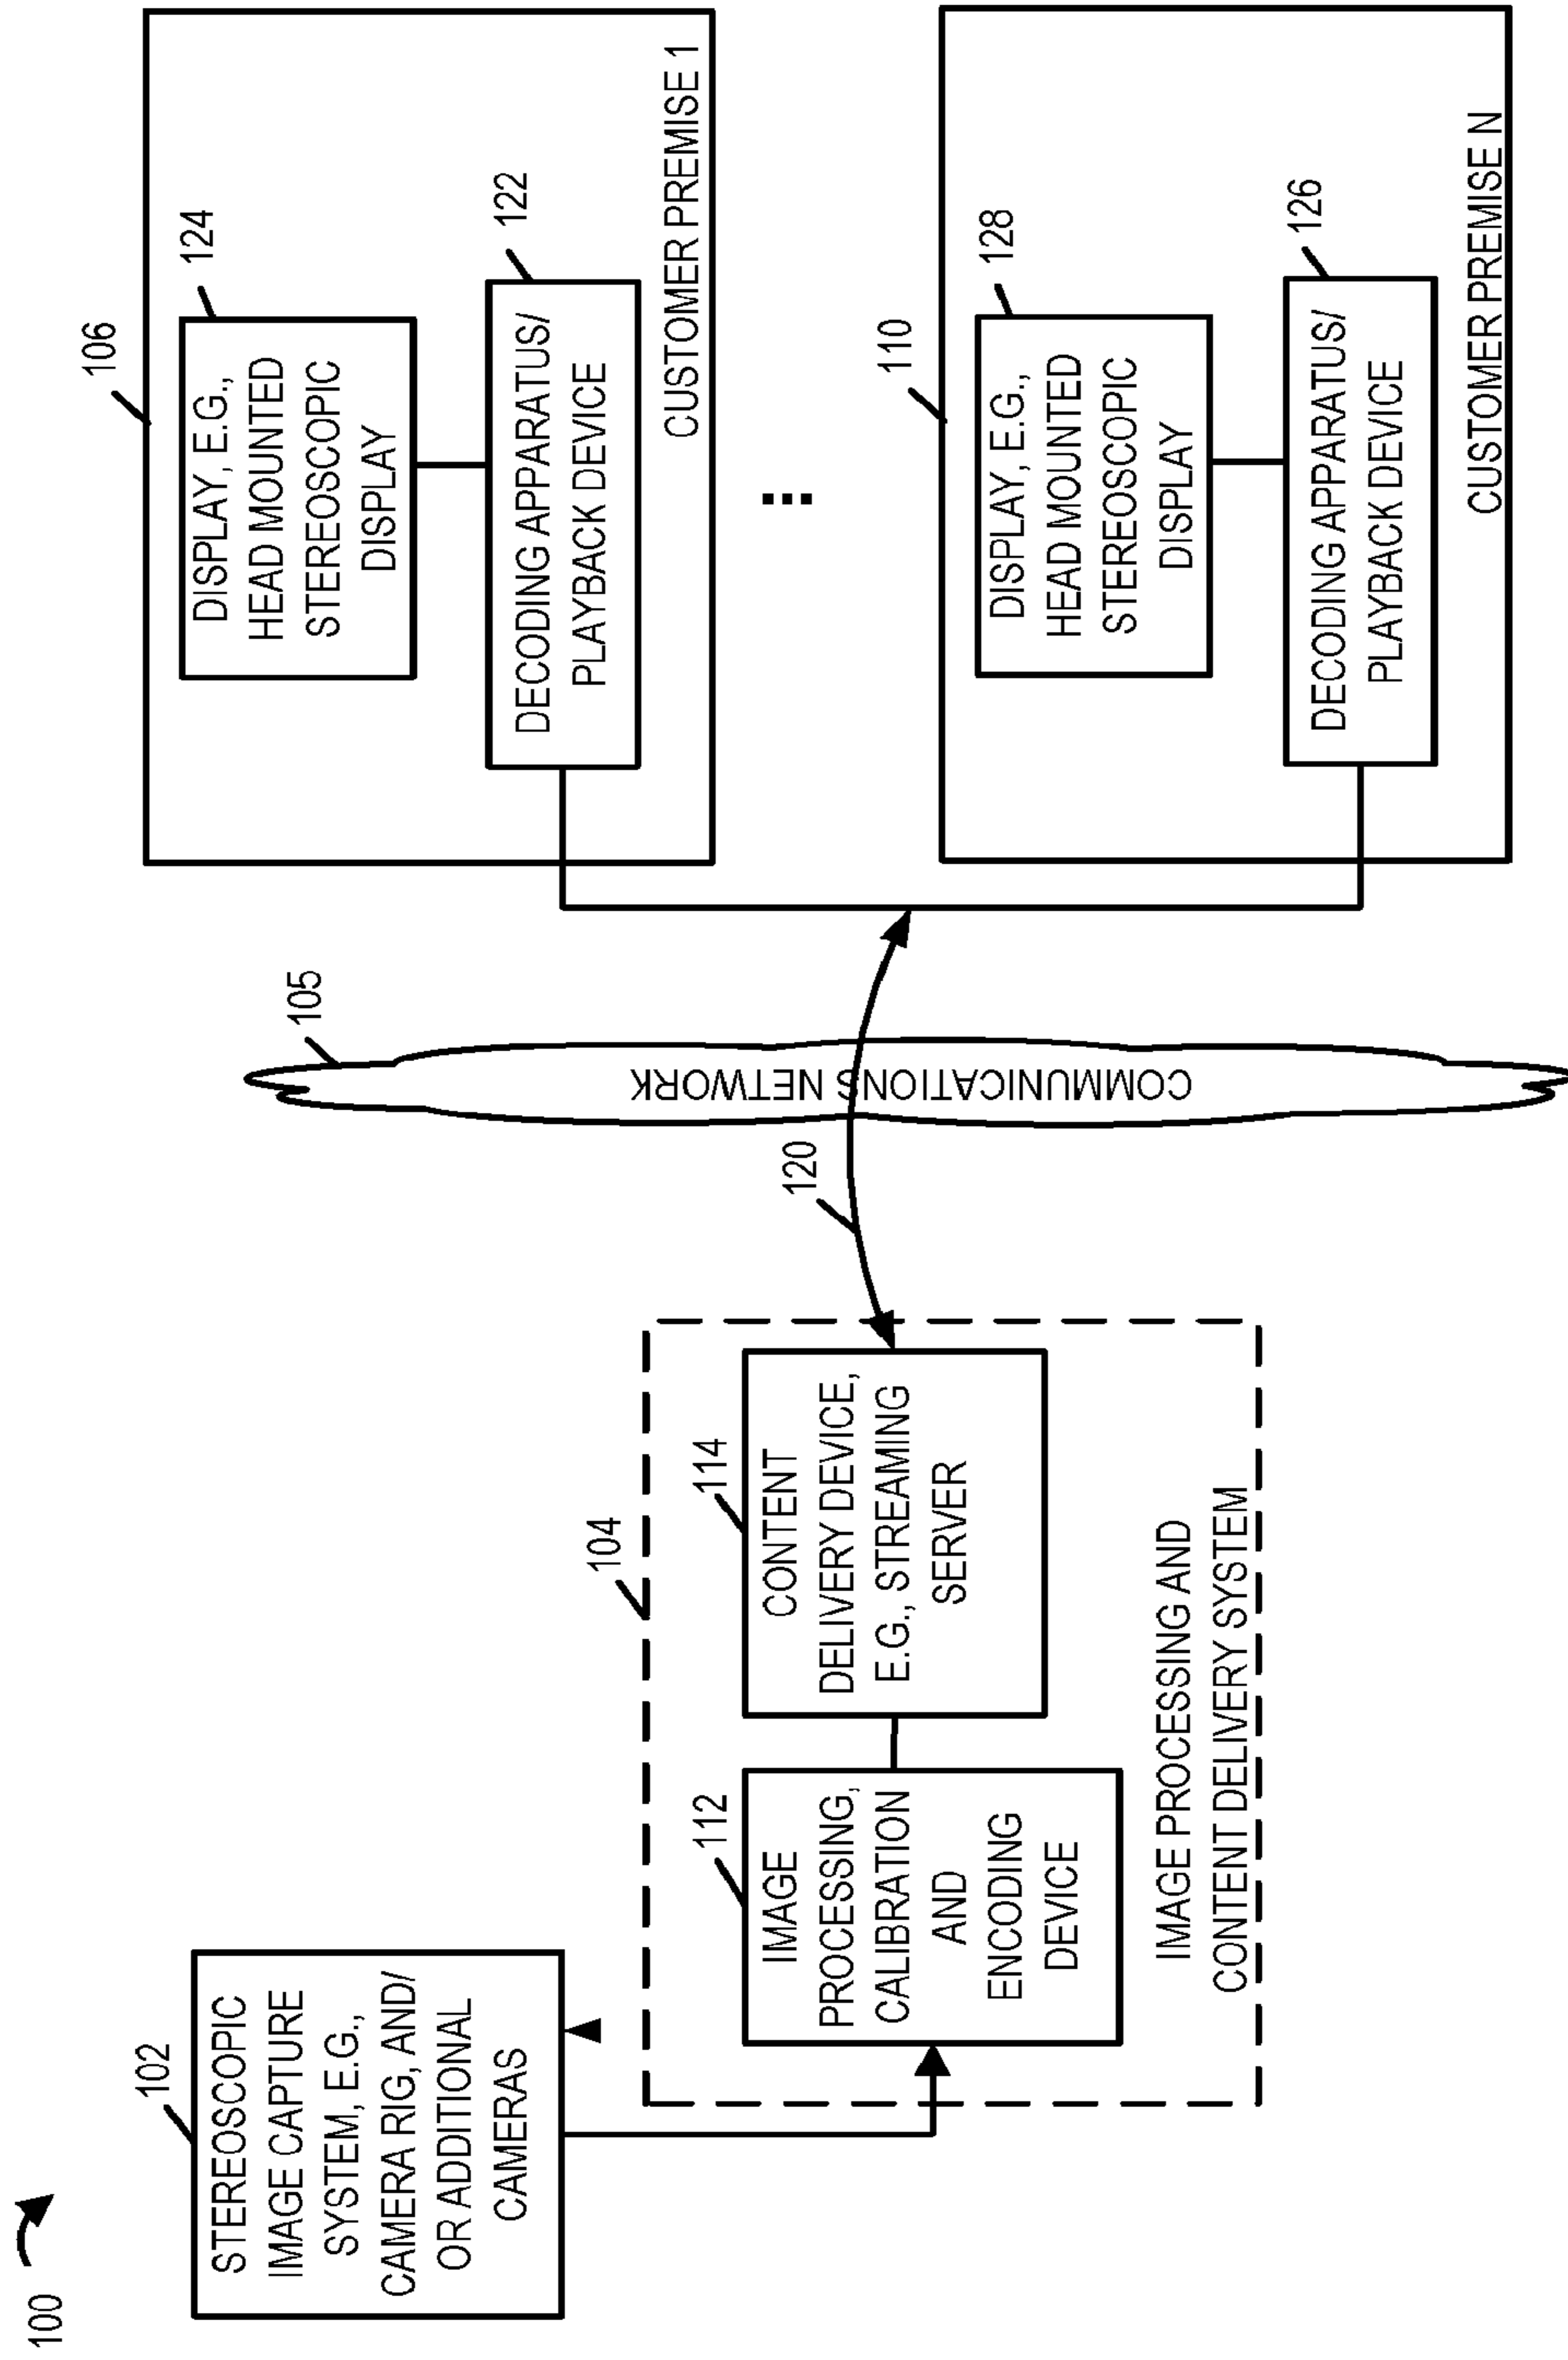 100
102
STEREOSCOPIC
IMAGE CAPTURE
SYSTEM, E.G.,
CAMERA RIG, AND/
OR ADDITIONAL
CAMERAS
104
112
IMAGE
PROCESSING,
CALIBRATION
AND
ENCODING
DEVICE
114
CONTENT
DELIVERY DEVICE,
E.G., STREAMING
SERVER
IMAGE PROCESSING AND
CONTENT DELIVERY SYSTEM
120
105
COMMUNICATIONS NETWORK
106
124
DISPLAY, E.G.,
HEAD MOUNTED
STEREOSCOPIC
DISPLAY
122
DECODING APPARATUS/
PLAYBACK DEVICE
CUSTOMER PREMISE 1
110
128
DISPLAY, E.G.,
HEAD MOUNTED
STEREOSCOPIC
DISPLAY
126
DECODING APPARATUS/
PLAYBACK DEVICE
CUSTOMER PREMISE N